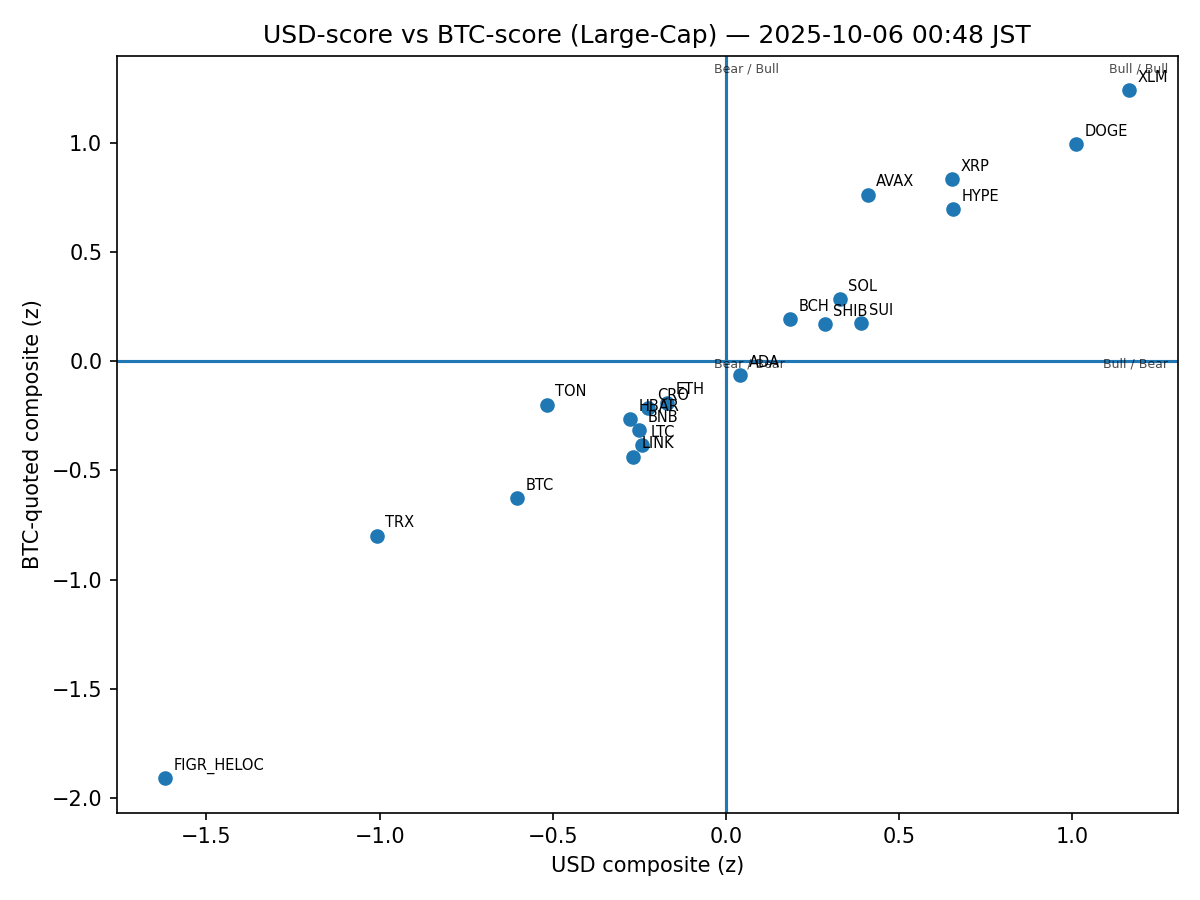 USD-score vs BTC-score (Large-Cap) — 2025-10-06 00:48 JST
Bear / Bull
Bull / Bull
XLM
DOGE
XRP
AVAX
HYPE
SOL
BCH
SHIB
SUI
ADA
Bear / Bear
Bull / Bear
TON
ETH
CRO
HBAR
BNB
LTC
LINK
BTC
TRX
FIGR_HELOC
1.0
0.5
0.0
−0.5
−1.0
−1.5
−2.0
BTC-quoted composite (z)
−1.5
−1.0
−0.5
0.0
0.5
1.0
USD composite (z)